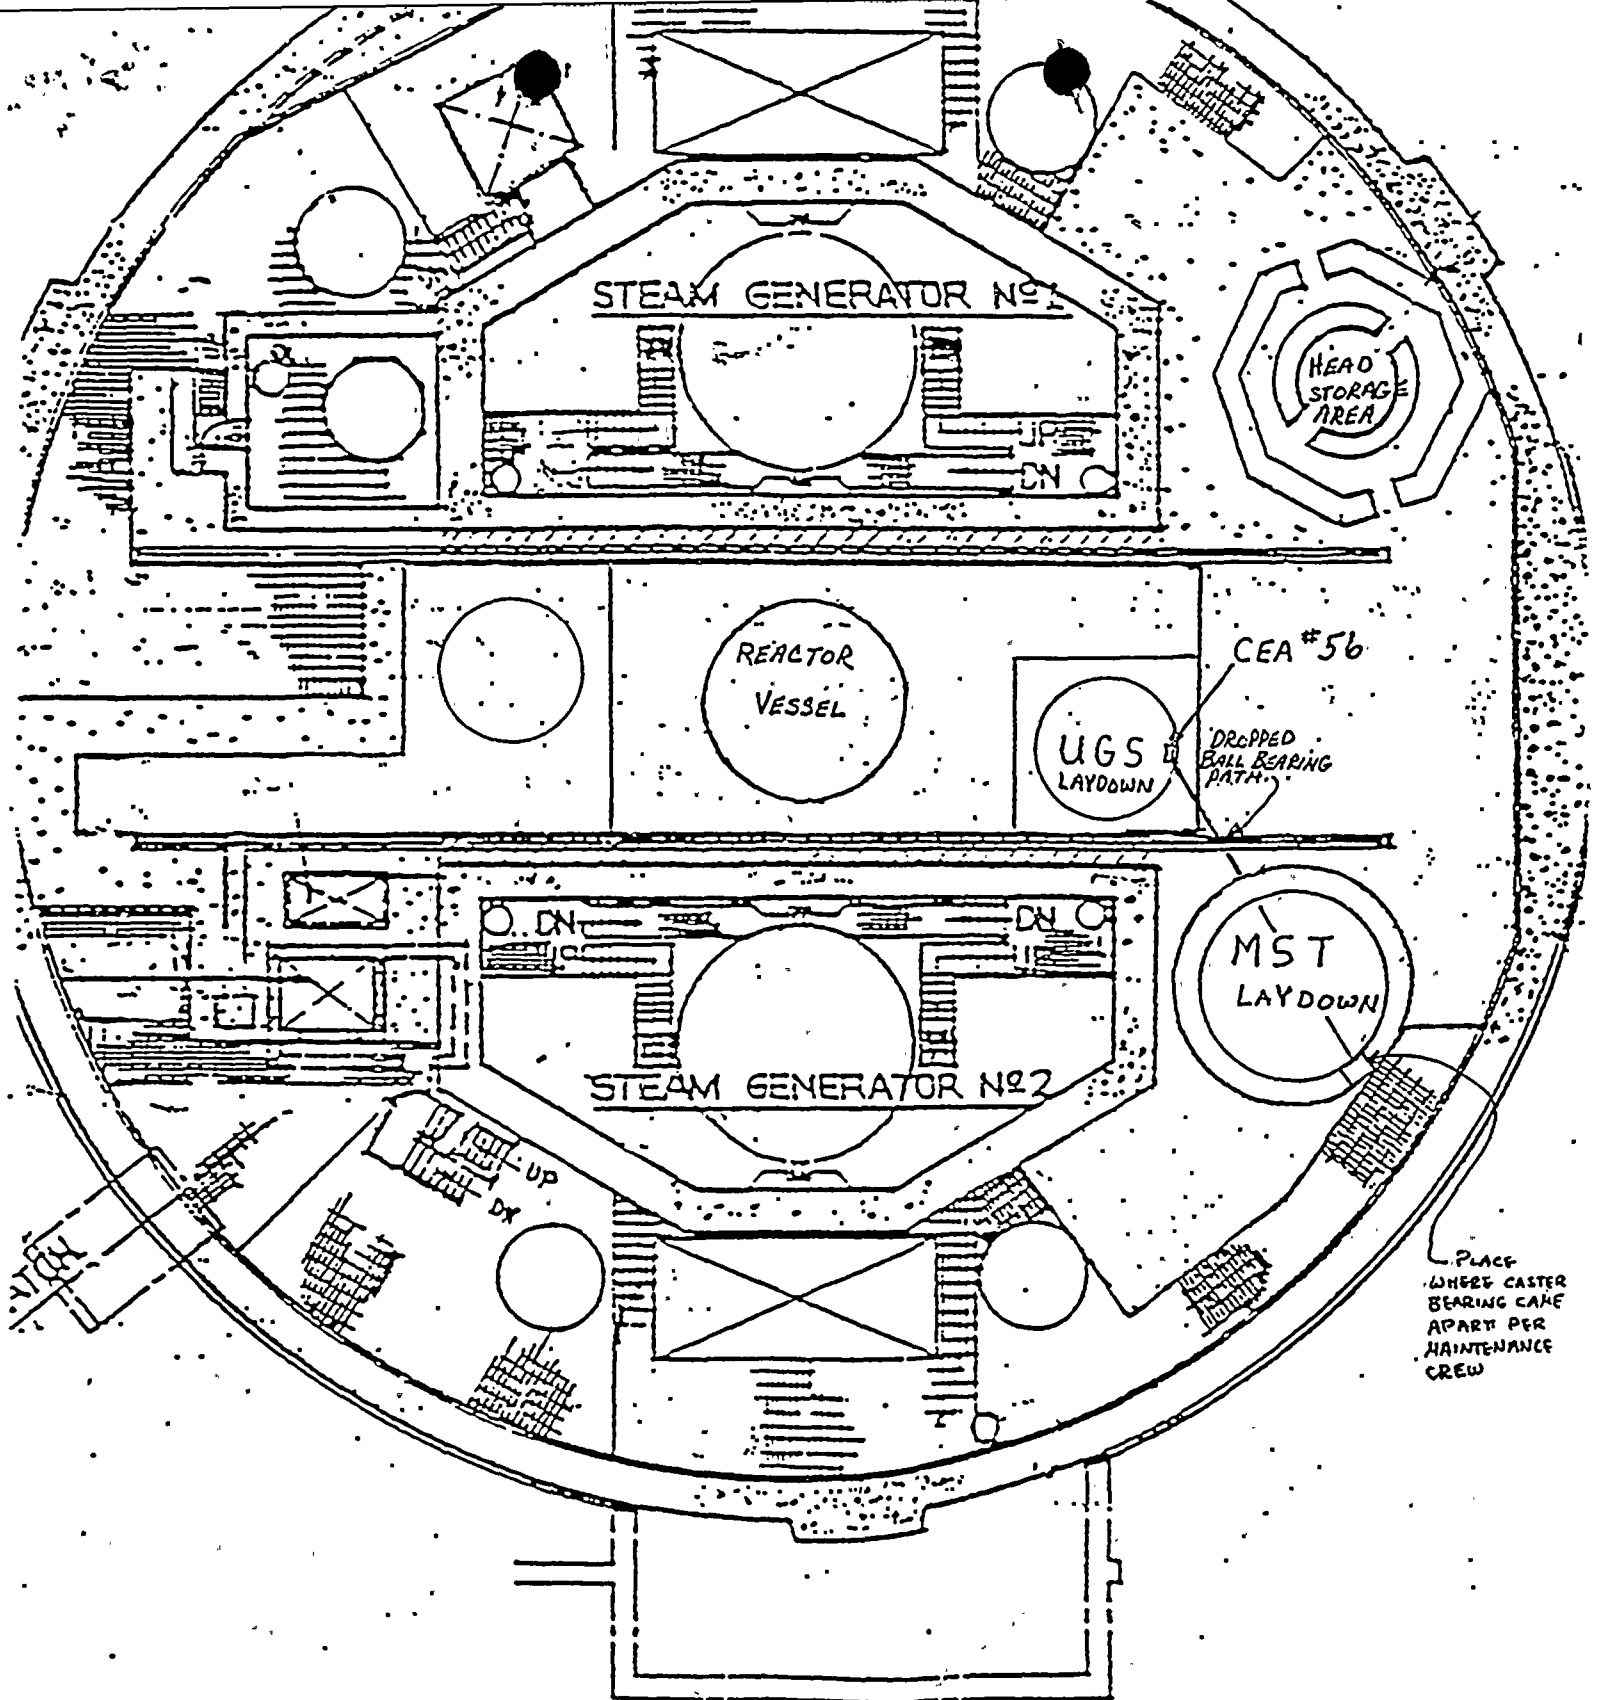 STEAM GENERATOR Nº1
HEAD
STORAGE
AREA
UP
DN
CEA #56
REACTOR
VESSEL
UGS
LAYDOWN
DROPPED
BALL BEARING
PATH
DN
DN
UP
MST
LAYDOWN
STEAM GENERATOR Nº2
UP
PLACE
WHERE CASTER
BEARING CAME
APART PER
MAINTENANCE
CREW